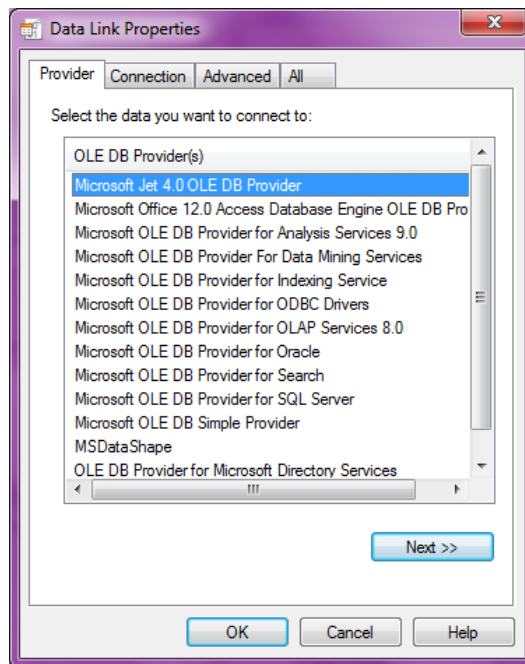 Data Link Properties
X
Provider Connection Advanced All
Select the data you want to connect to:
OLE DB Provider(s)
Microsoft Jet 4.0 OLE DB Provider
Microsoft Office 12.0 Access Database Engine OLE DB Pro
Microsoft OLE DB Provider for Analysis Services 9.0
Microsoft OLE DB Provider For Data Mining Services
Microsoft OLE DB Provider for Indexing Service
Microsoft OLE DB Provider for ODBC Drivers
Microsoft OLE DB Provider for OLAP Services 8.0
Microsoft OLE DB Provider for Oracle
Microsoft OLE DB Provider for Search
Microsoft OLE DB Provider for SQL Server
Microsoft OLE DB Simple Provider
MSDataShape
OLE DB Provider for Microsoft Directory Services
Next >>
OK Cancel Help